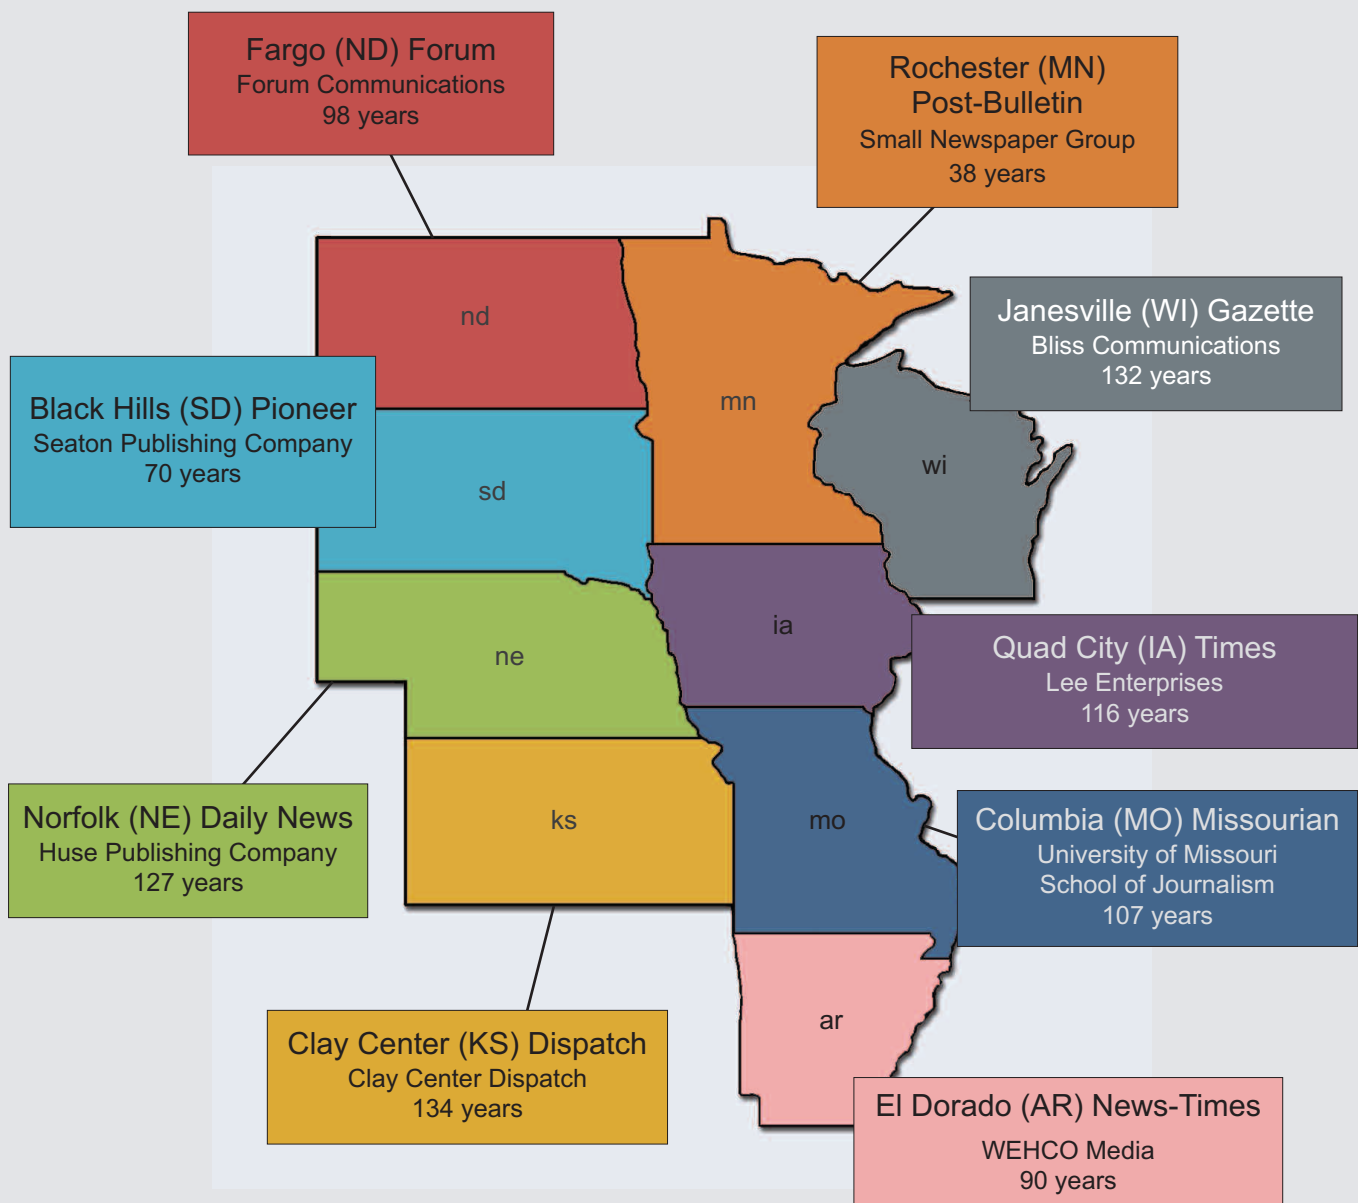 Fargo (ND) Forum
Forum Communications
98 years
Rochester (MN)
Post-Bulletin
Small Newspaper Group
38 years
Janesville (WI) Gazette
Bliss Communications
132 years
nd
mn
wi
Black Hills (SD) Pioneer
Seaton Publishing Company
70 years
sd
ia
ne
Quad City (IA) Times
Lee Enterprises
116 years
Norfolk (NE) Daily News
Huse Publishing Company
127 years
ks
mo
Columbia (MO) Missourian
University of Missouri
School of Journalism
107 years
Clay Center (KS) Dispatch
Clay Center Dispatch
134 years
ar
El Dorado (AR) News-Times
WEHCO Media
90 years